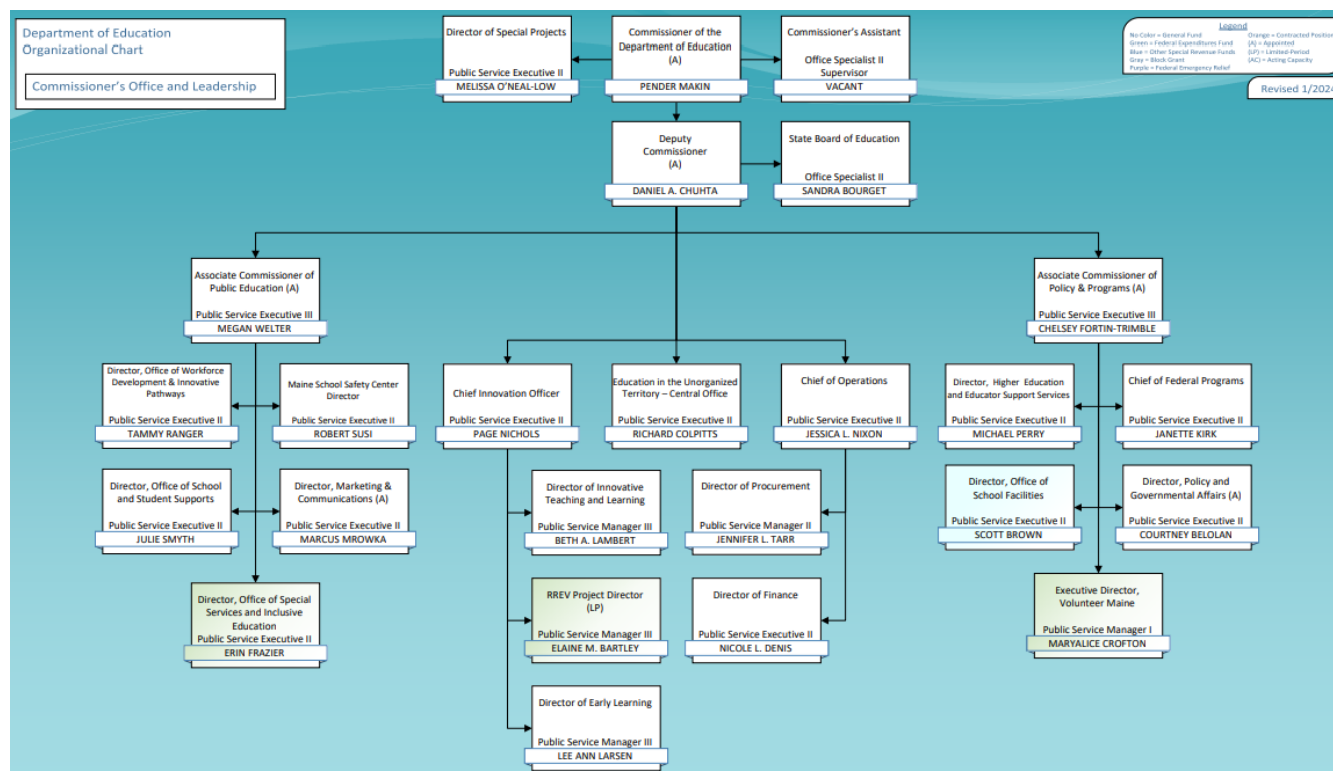 Department of Education
Organizational Chart
Commissioner's Office and Leadership
Director of Special Projects
Public Service Executive II
MELISSA O'NEAL-LOW
Commissioner of the
Department of Education
(A)
PENDER MAKIN
Commissioner's Assistant
Office Specialist II
Supervisor
VACANT
Legend
No Color = General Fund
Green = Federal Expenditures Fund
Blue = Other Special Revenue Funds
Gray = Block Grant
Purple = Federal Emergency Relief
Orange = Contracted Position
(A) = Appointed
(LP) = Limited-Period
(AC) = Acting Capacity
Revised 1/2024
Deputy
Commissioner
(A)
DANIEL A. CHUHTA
State Board of Education
Office Specialist II
SANDRA BOURGET
Associate Commissioner of
Public Education (A)
Public Service Executive III
MEGAN WELTER
Associate Commissioner of
Policy & Programs (A)
Public Service Executive III
CHELSEY FORTIN-TRIMBLE
Director, Office of Workforce
Development & Innovative
Pathways
Public Service Executive II
TAMMY RANGER
Maine School Safety Center
Director
Public Service Executive II
ROBERT SUSI
Chief Innovation Officer
Public Service Executive II
PAGE NICHOLS
Education in the Unorganized
Territory – Central Office
Public Service Executive II
RICHARD COLPITTS
Chief of Operations
Public Service Executive II
JESSICA L. NIXON
Director, Higher Education
and Educator Support Services
Public Service Executive II
MICHAEL PERRY
Chief of Federal Programs
Public Service Executive II
JANETTE KIRK
Director, Office of School
and Student Supports
Public Service Executive II
JULIE SMYTH
Director, Marketing &
Communications (A)
Public Service Executive II
MARCUS MROWKA
Director of Innovative
Teaching and Learning
Public Service Manager III
BETH A. LAMBERT
Director of Procurement
Public Service Manager II
JENNIFER L. TARR
Director, Office of
School Facilities
Public Service Executive II
SCOTT BROWN
Director, Policy and
Governmental Affairs (A)
Public Service Executive II
COURTNEY BELOLAN
Director, Office of Special
Services and Inclusive
Education
Public Service Executive II
ERIN FRAZIER
RREV Project Director
(LP)
Public Service Manager III
ELAINE M. BARTLEY
Director of Finance
Public Service Executive II
NICOLE L. DENIS
Executive Director,
Volunteer Maine
Public Service Manager I
MARYALICE CROFTON
Director of Early Learning
Public Service Manager III
LEE ANN LARSEN